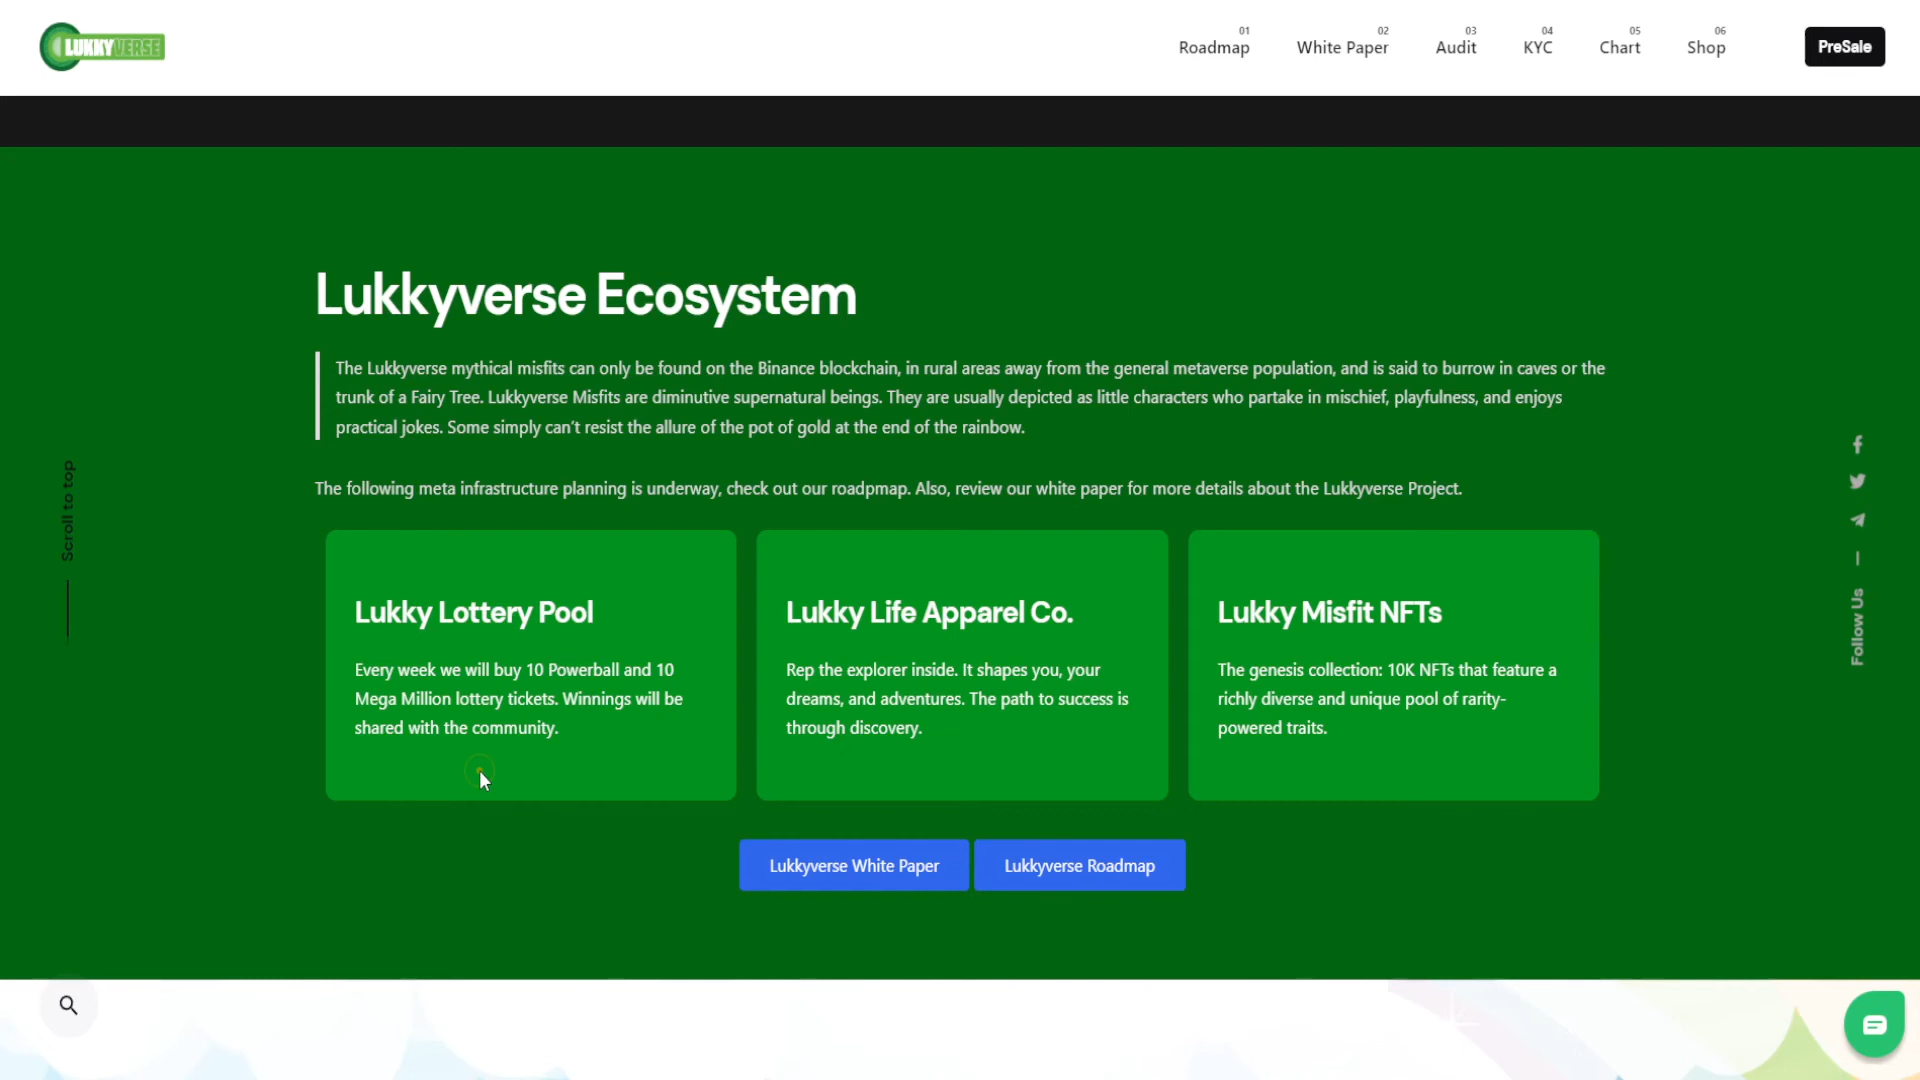 LUKKYVERSE
01
Roadmap
02
White Paper
03
Audit
04
KYC
05
Chart
06
Shop
PreSale
Lukkyverse Ecosystem
The Lukkyverse mythical misfits can only be found on the Binance blockchain, in rural areas away from the general metaverse population, and is said to burrow in caves or the
trunk of a Fairy Tree. Lukkyverse Misfits are diminutive supernatural beings. They are usually depicted as little characters who partake in mischief, playfulness, and enjoys
practical jokes. Some simply can't resist the allure of the pot of gold at the end of the rainbow.
The following meta infrastructure planning is underway, check out our roadpmap. Also, review our white paper for more details about the Lukkyverse Project.
Lukky Lottery Pool
Every week we will buy 10 Powerball and 10
Mega Million lottery tickets. Winnings will be
shared with the community.
Lukky Life Apparel Co.
Rep the explorer inside. It shapes you, your
dreams, and adventures. The path to success is
through discovery.
Lukky Misfit NFTs
The genesis collection: 10K NFTs that feature a
richly diverse and unique pool of rarity-
powered traits.
Lukkyverse White Paper
Lukkyverse Roadmap
Scroll to top
Follow Us